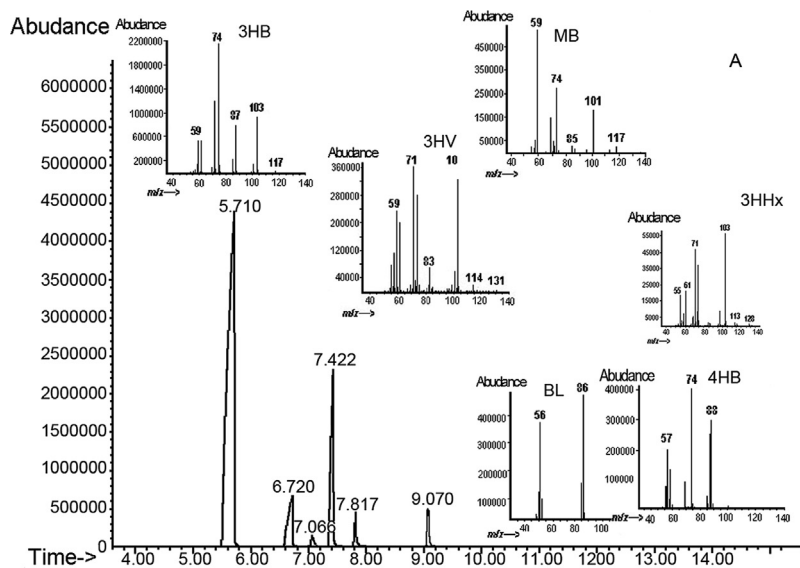 Abudance
6000000
5500000
5000000
4500000
4000000
3500000
3000000
2500000
2000000
1500000
1000000
500000
0
Time->
4.00 5.00 6.00 7.00 8.00 9.00 10.00 11.00 1200 13.00 14.00
5.710
6.720
7.066
7.422
7.817
9.070
A
Abudance
3HB
2200000
1800000
1400000
1000000
600000
200000
59
74
87
103
117
40 60 80 100 120 140
m/z—>
Abudance
MB
450000
350000
250000
150000
50000
59
74
85
101
117
40 60 80 100 120 140
m/z—>
Abudance
3HV
360000
280000
200000
120000
40000
59
71
83
10
114
131
40 60 80 100 120 140
m/z—>
3HHx
Abudance
55000
45000
35000
25000
15000
5000
55
61
71
103
113
128
40 60 80 100 120 140
m/z—>
Abudance
BL
400000
300000
200000
100000
56
86
40 60 80 100
m/z—>
Abudance
4HB
400000
300000
200000
100000
57
74
88
40 60 80 100 120 140
m/z—>